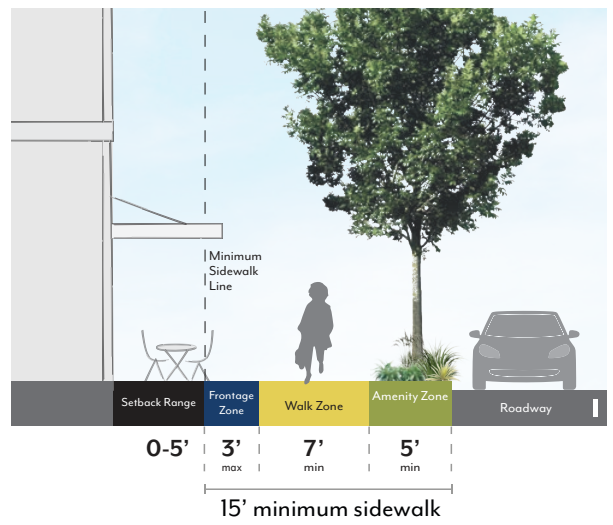 Minimum
Sidewalk
Line
Setback Range
Frontage
Zone
Walk Zone
Amenity Zone
Roadway
0-5’
3’
max
7’
min
5’
min
15’ minimum sidewalk